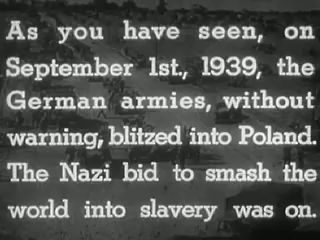 As you have seen, on
September 1st., 1939, the
German armies, without
warning, blitzed into Poland.
The Nazi bid to smash the
world into slavery was on.